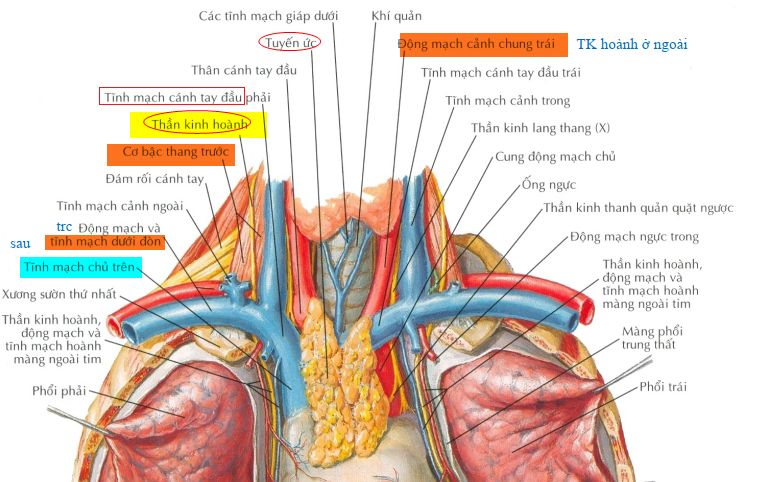 Các tĩnh mạch giáp dưới
Khí quản
Tuyến ức
Động mạch cảnh chung trái
TK hoành ở ngoài
Thân cánh tay đầu
Tĩnh mạch cánh tay đầu trái
Tĩnh mạch cánh tay đầu phải
Tĩnh mạch cảnh trong
Thần kinh hoành
Thần kinh lang thang (X)
Cơ bậc thang trước
Cung động mạch chủ
Đám rối cánh tay
Ống ngực
Tĩnh mạch cảnh ngoài
Thần kinh thanh quản quặt ngược
trc
Động mạch và
sau
tĩnh mạch dưới đòn
Động mạch ngực trong
Tĩnh mạch chủ trên
Thần kinh hoành,
động mạch và
tĩnh mạch hoành
màng ngoài tim
Xương sườn thứ nhất
Thần kinh hoành,
động mạch và
tĩnh mạch hoành
màng ngoài tim
Màng phổi
trung thất
Phổi phải
Phổi trái